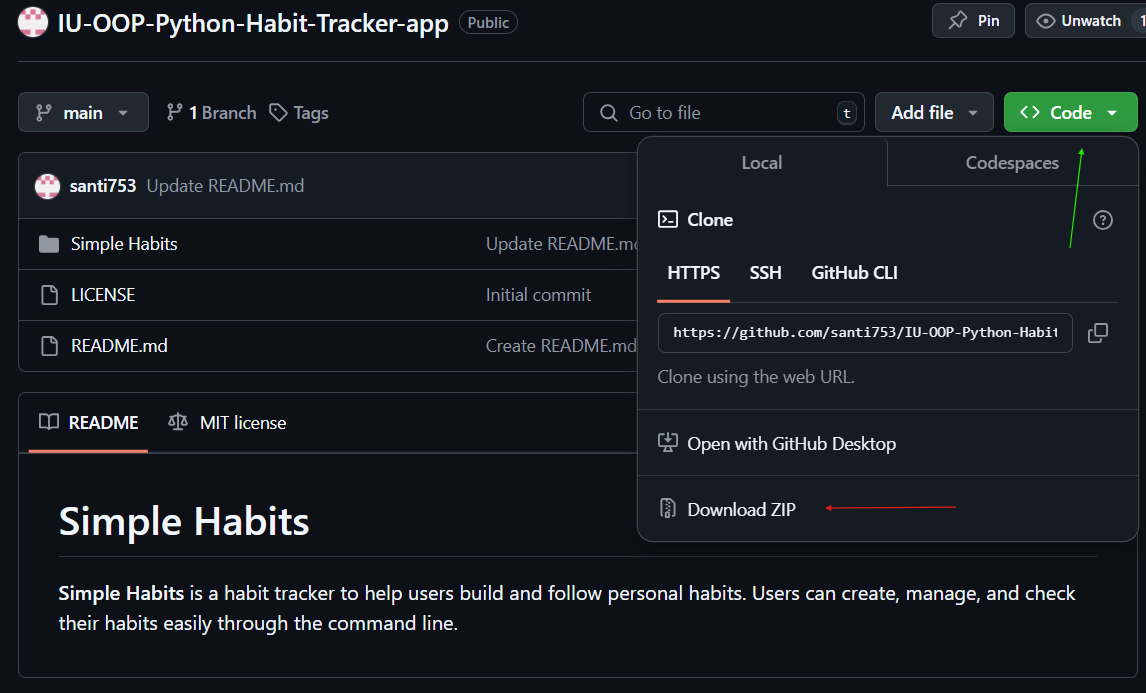 IU-OOP-Python-Habit-Tracker-app Public Pin Unwatch 1
main 1 Branch Tags Go to file t Add file Code
Local Codespaces
santi753 Update README.md
Clone
Simple Habits Update README.md
HTTPS SSH GitHub CLI
LICENSE Initial commit
https://github.com/santi753/IU-OOP-Python-Habit
README.md Create README.md
Clone using the web URL.
README MIT license
Open with GitHub Desktop
Download ZIP
Simple Habits
Simple Habits is a habit tracker to help users build and follow personal habits. Users can create, manage, and check
their habits easily through the command line.